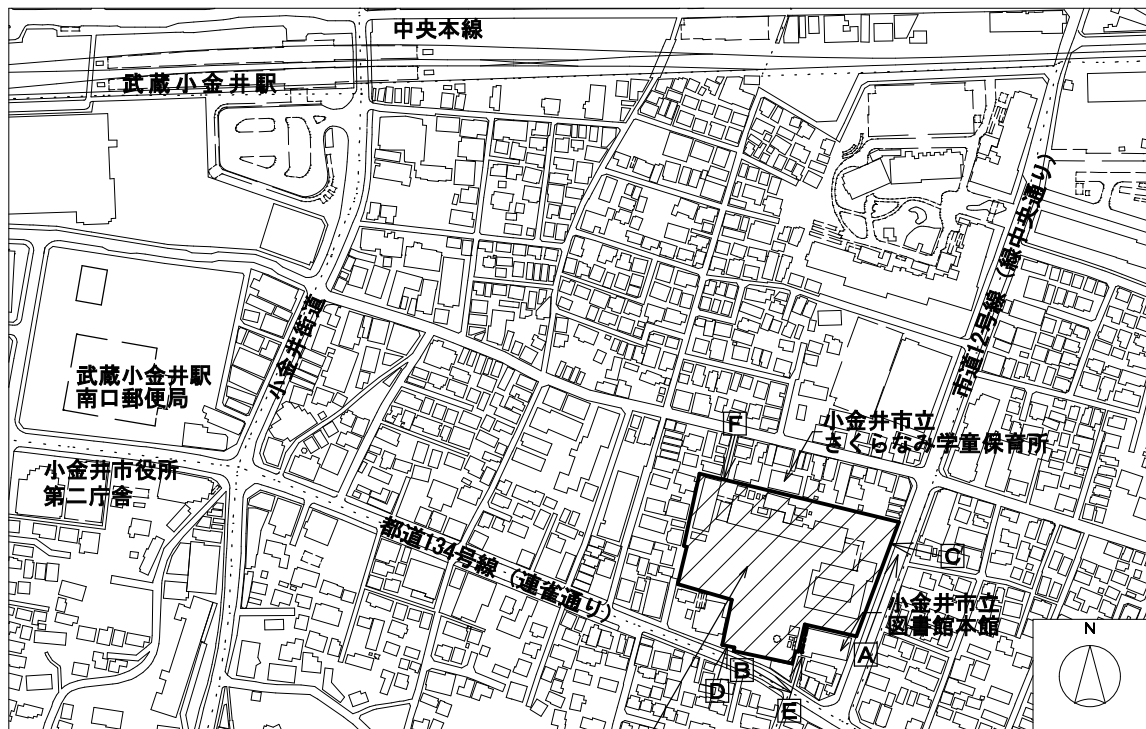 中央本線
武蔵小金井駅
市道12号線（緑中央通り）
小金井街道
武蔵小金井駅
南口郵便局
F
小金井市立
さくらなみ学童保育所
小金井市役所
第二庁舎
都道134号線（連雀通り）
C
小金井市立
図書館本館
A
B
D
E
N